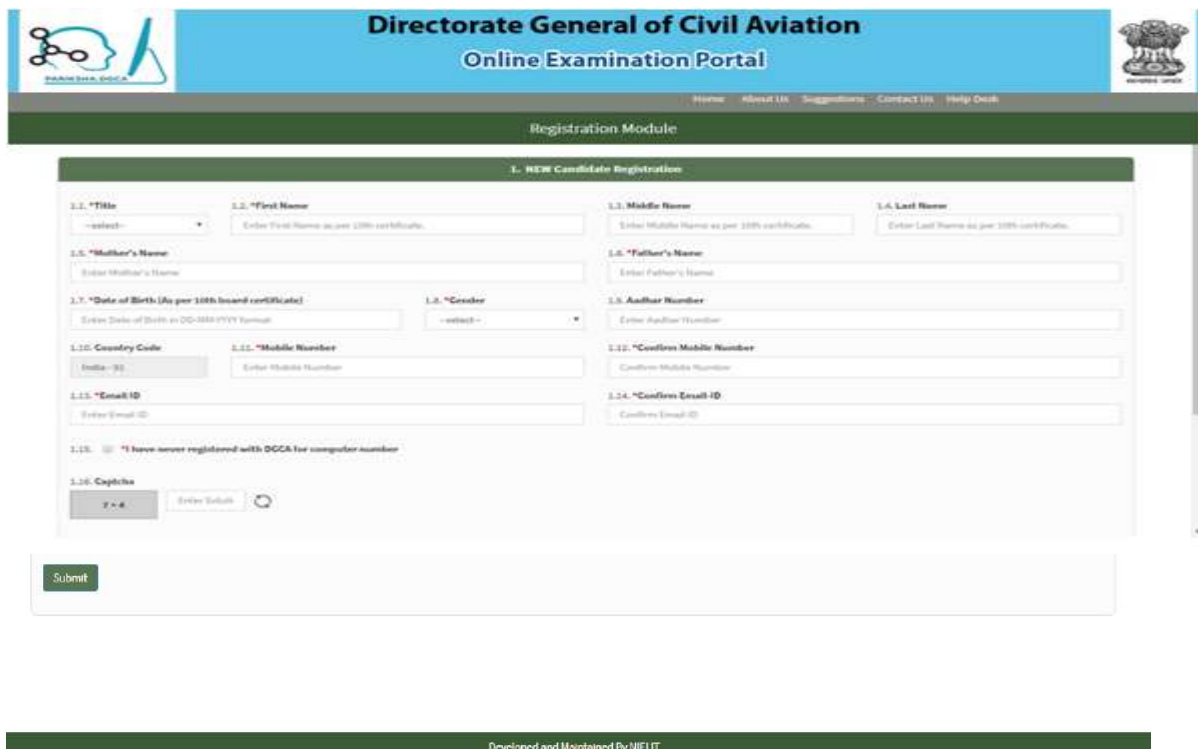 Directorate General of Civil Aviation
Online Examination Portal
PARIKSHA DGCA
Home About Us Suggestions Contact Us Help Desk
Registration Module
1. NEW Candidate Registration
1.1. *Title 1.2. *First Name 1.3. Middle Name 1.4. Last Name
--select-- Enter First Name as per 10th certificate. Enter Middle Name as per 10th certificate. Enter Last Name as per 10th certificate.
1.5. *Mother's Name 1.6. *Father's Name
Enter Mother's Name Enter Father's Name
1.7. *Date of Birth (As per 10th board certificate) 1.8. *Gender 1.9. Aadhar Number
Enter Date of Birth in DD-MM-YYYY format --select-- Enter Aadhar Number
1.10. Country Code 1.11. *Mobile Number 1.12. *Confirm Mobile Number
India - 91 Enter Mobile Number Confirm Mobile Number
1.13. *Email ID 1.14. *Confirm Email-ID
Enter Email ID Confirm Email-ID
1.15. *I have never registered with DGCA for computer number
1.16. Captcha
Enter
Submit
Developed and Maintained By NIELIT